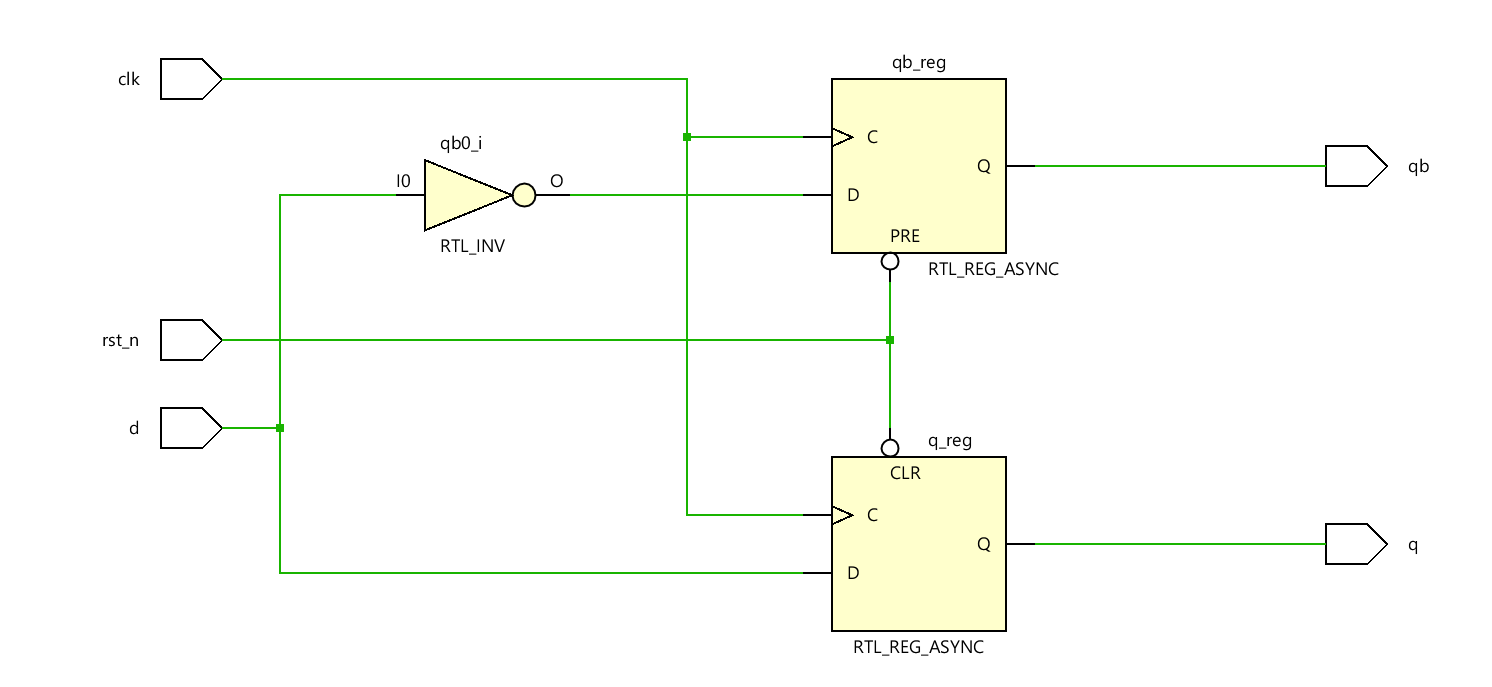 qb_reg
clk
C
qb0_i
Q
qb
I0
O
D
RTL_INV
PRE
RTL_REG_ASYNC
rst_n
d
q_reg
CLR
C
Q
q
D
RTL_REG_ASYNC